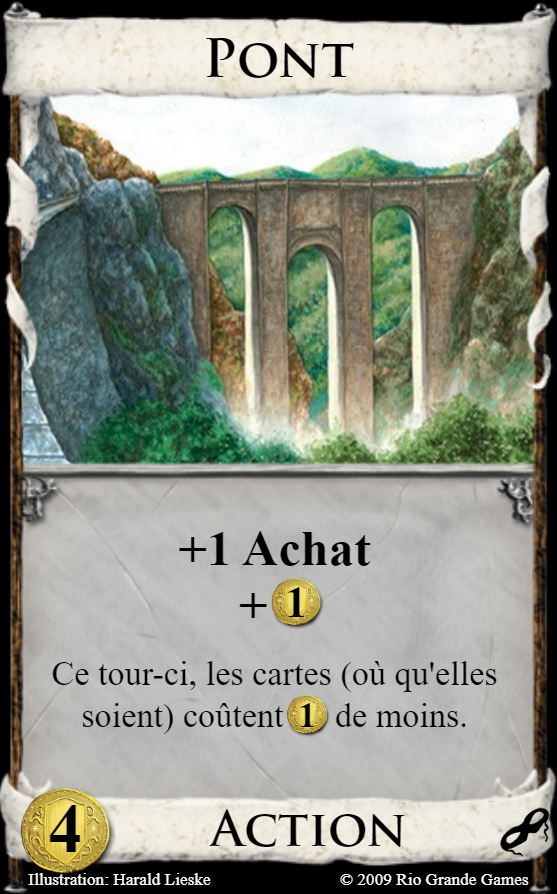 PONT
+1 Achat
+1
Ce tour-ci, les cartes (où qu'elles
soient) coûtent 1 de moins.
4 ACTION
Illustration: Harald Lieske © 2009 Rio Grande Games